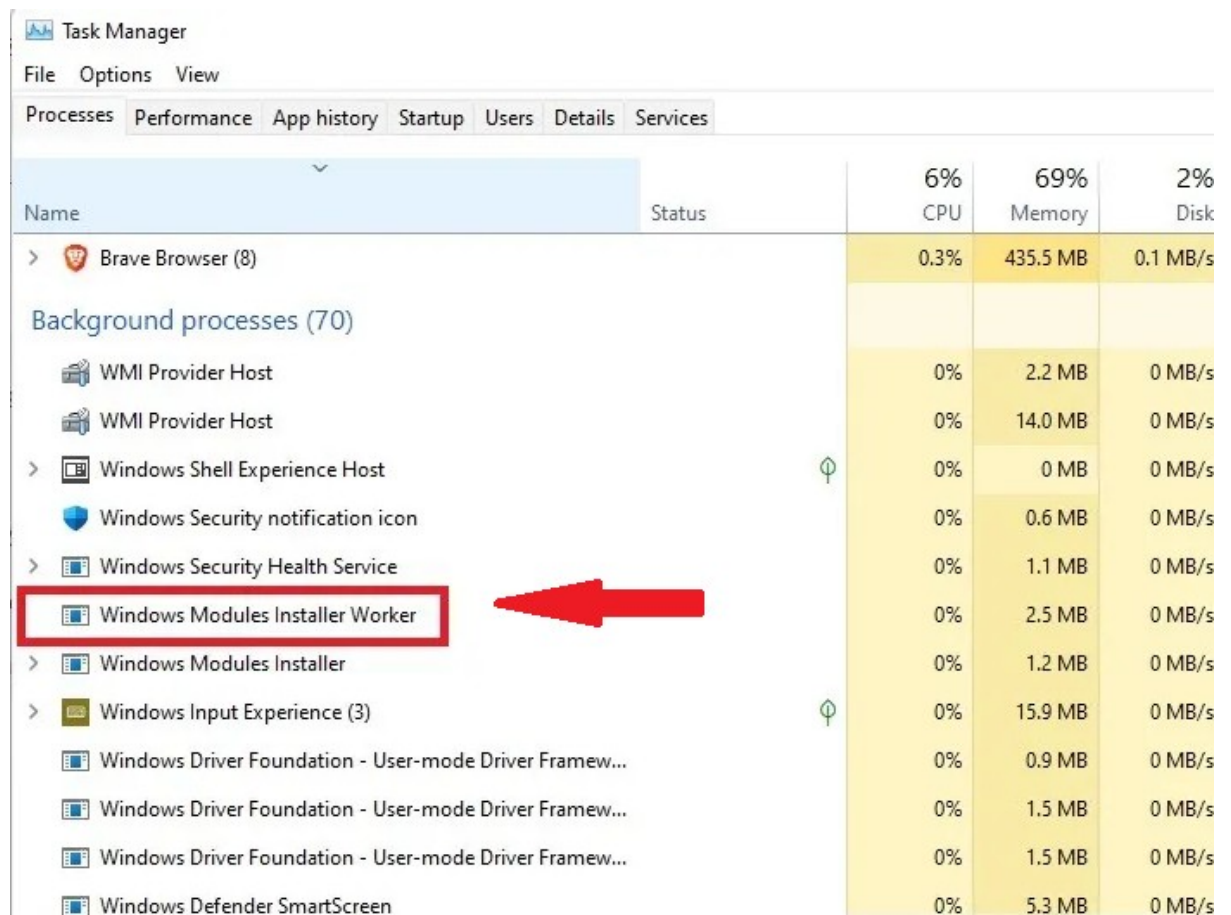 Task Manager
File Options View
Processes Performance App history Startup Users Details Services
6% 69% 2%
Name Status CPU Memory Disk
Brave Browser (8) 0.3% 435.5 MB 0.1 MB/s
Background processes (70)
WMI Provider Host 0% 2.2 MB 0 MB/s
WMI Provider Host 0% 14.0 MB 0 MB/s
Windows Shell Experience Host 0% 0 MB 0 MB/s
Windows Security notification icon 0% 0.6 MB 0 MB/s
Windows Security Health Service 0% 1.1 MB 0 MB/s
Windows Modules Installer Worker 0% 2.5 MB 0 MB/s
Windows Modules Installer 0% 1.2 MB 0 MB/s
Windows Input Experience (3) 0% 15.9 MB 0 MB/s
Windows Driver Foundation - User-mode Driver Framew... 0% 0.9 MB 0 MB/s
Windows Driver Foundation - User-mode Driver Framew... 0% 1.5 MB 0 MB/s
Windows Driver Foundation - User-mode Driver Framew... 0% 1.5 MB 0 MB/s
Windows Defender SmartScreen 0% 5.3 MB 0 MB/s